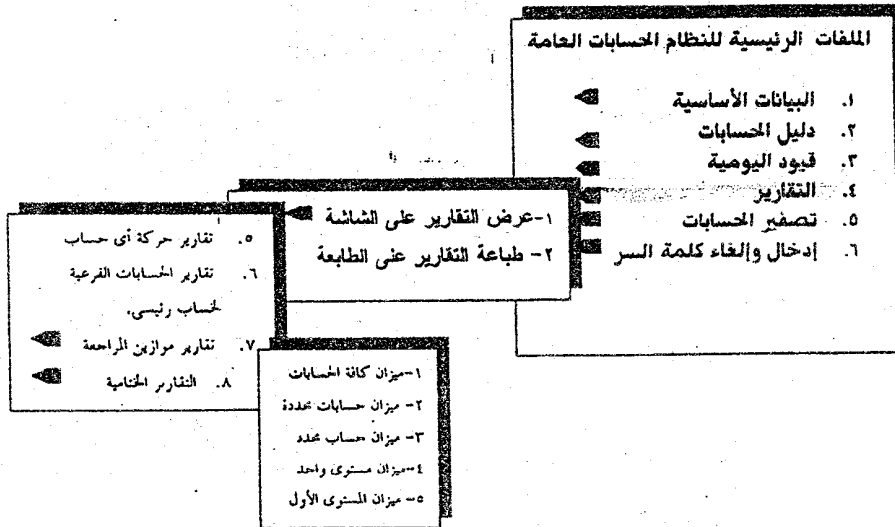 الملفات الرئيسية للنظام الحسابات العامة
١. البيانات الأساسية
٢. دليل الحسابات
٣. قيود اليومية
٤. التقارير
٥. تصفير الحسابات
٦. إدخال وإلغاء كلمة السر
١-عرض التقارير على الشاشة
٢- طباعة التقارير على الطابعة
٥. تقارير حركة أى حساب
٦. تقارير الحسابات الفرعية
لحساب رئيسى.
٧. تقارير موازين المراجعة
٨. التقارير الختامية
١-ميزان كافة الحسابات
٢- ميزان حسابات محددة
٣- ميزان حساب محدد
٤-ميزان مستوى واحد
٥- ميزان المستوى الأول